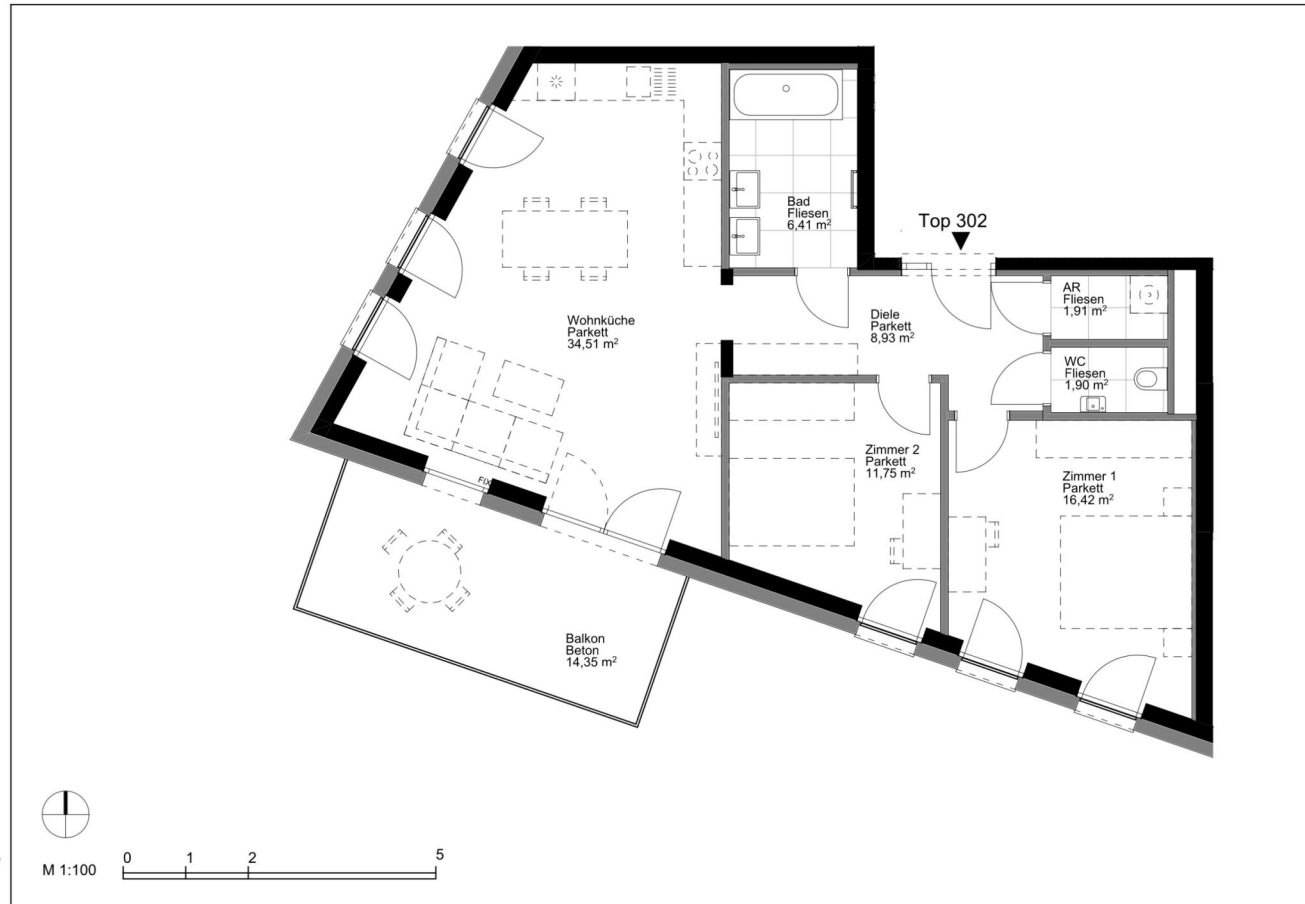 Top 302
Bad
Fliesen
6,41 m²
AR
Fliesen
1,91 m²
Diele
Parkett
8,93 m²
Wohnküche
Parkett
34,51 m²
WC
Fliesen
1,90 m²
Zimmer 2
Parkett
11,75 m²
Zimmer 1
Parkett
16,42 m²
FIX
Balkon
Beton
14,35 m²
M 1:100
0 1 2 5